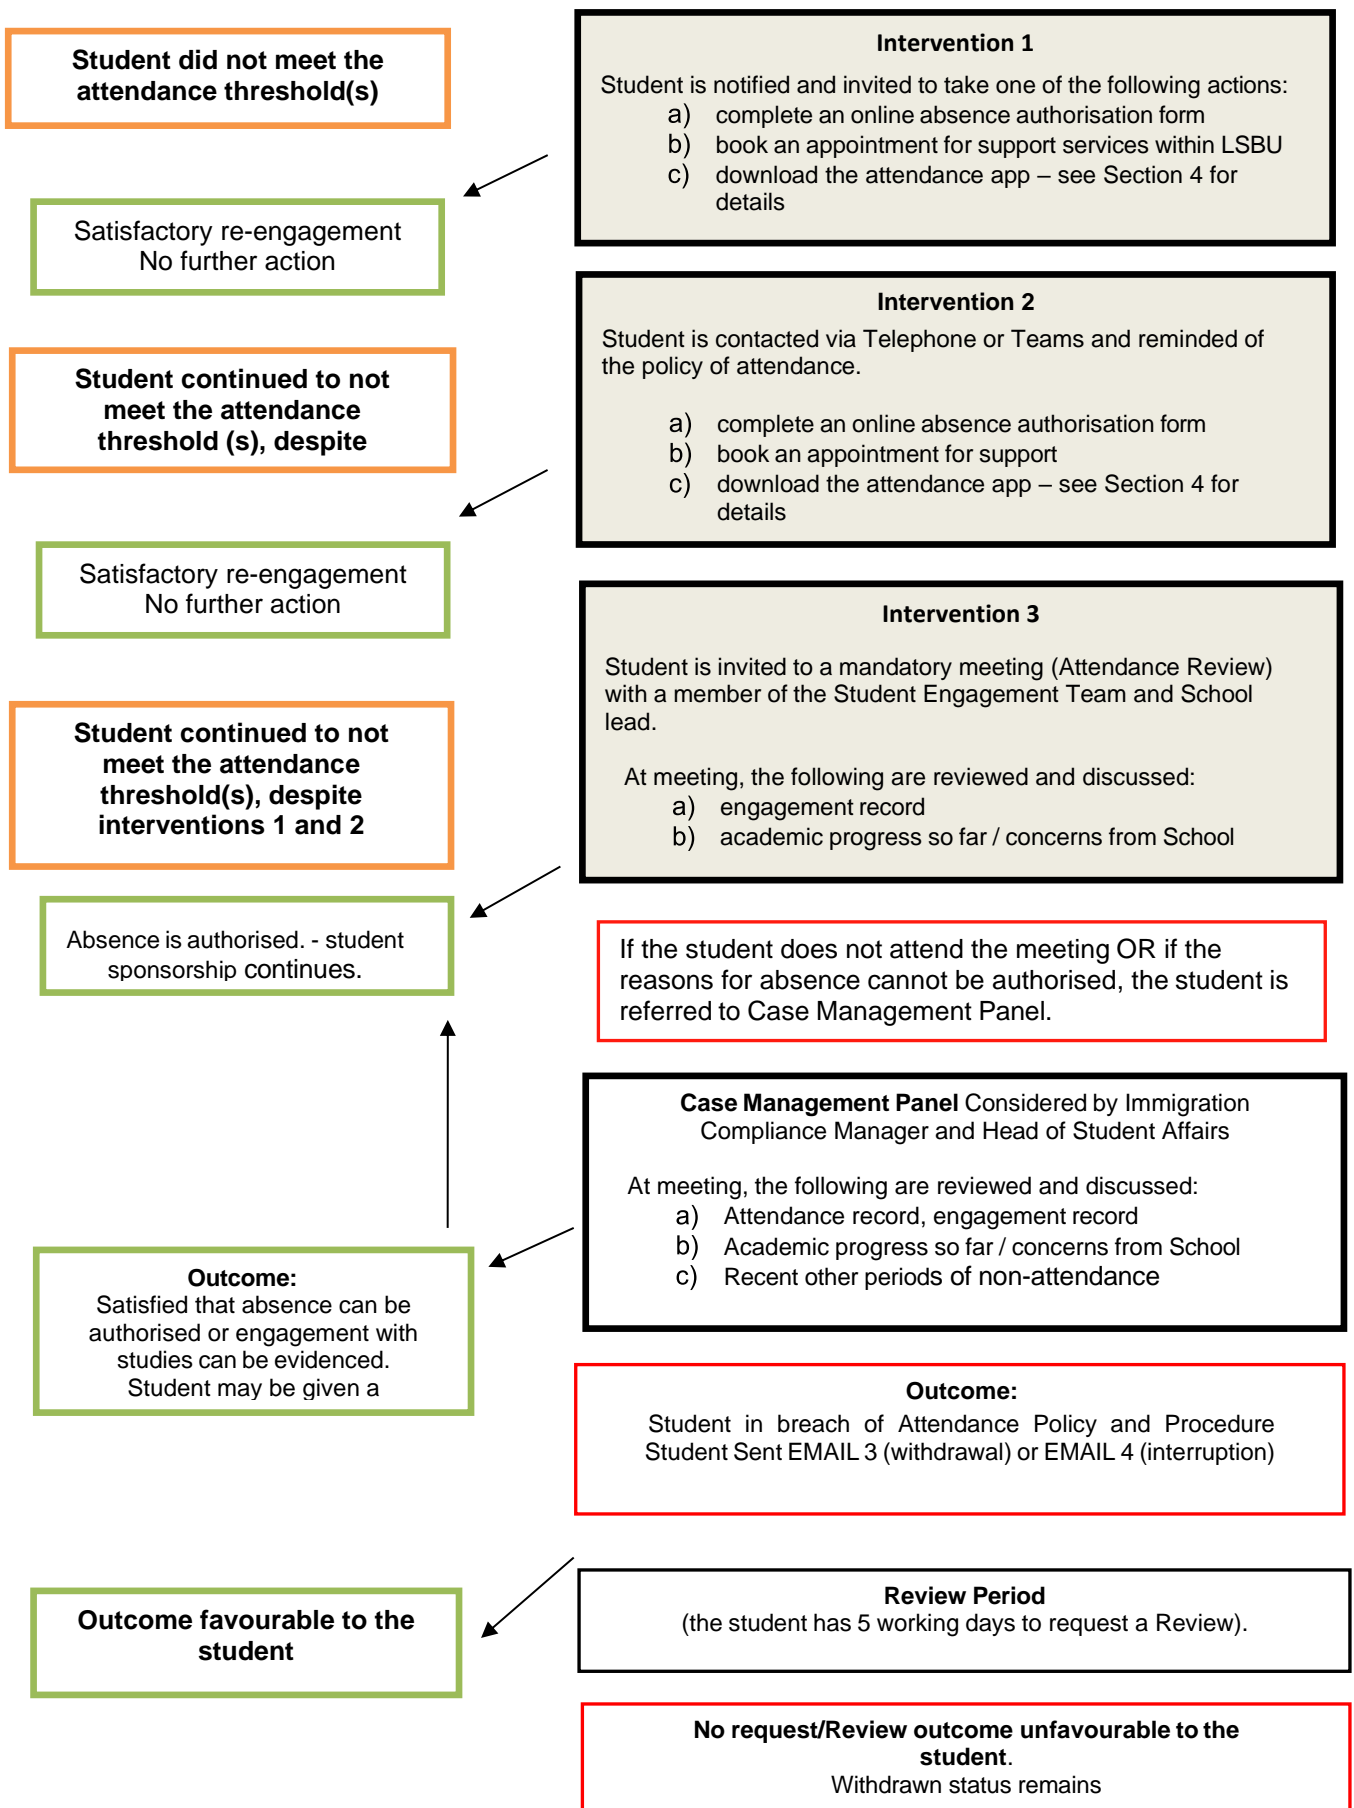 Student did not meet the
attendance threshold(s)
Intervention 1
Student is notified and invited to take one of the following actions:
a) complete an online absence authorisation form
b) book an appointment for support services within LSBU
c) download the attendance app – see Section 4 for
details
Satisfactory re-engagement
No further action
Student continued to not
meet the attendance
threshold (s), despite
Intervention 2
Student is contacted via Telephone or Teams and reminded of
the policy of attendance.
a) complete an online absence authorisation form
b) book an appointment for support
c) download the attendance app – see Section 4 for
details
Satisfactory re-engagement
No further action
Student continued to not
meet the attendance
threshold(s), despite
interventions 1 and 2
Intervention 3
Student is invited to a mandatory meeting (Attendance Review)
with a member of the Student Engagement Team and School
lead.
At meeting, the following are reviewed and discussed:
a) engagement record
b) academic progress so far / concerns from School
Absence is authorised. - student
sponsorship continues.
If the student does not attend the meeting OR if the
reasons for absence cannot be authorised, the student is
referred to Case Management Panel.
Case Management Panel Considered by Immigration
Compliance Manager and Head of Student Affairs
At meeting, the following are reviewed and discussed:
a) Attendance record, engagement record
b) Academic progress so far / concerns from School
c) Recent other periods of non-attendance
Outcome:
Satisfied that absence can be
authorised or engagement with
studies can be evidenced.
Student may be given a
Outcome:
Student in breach of Attendance Policy and Procedure
Student Sent EMAIL 3 (withdrawal) or EMAIL 4 (interruption)
Outcome favourable to the
student
Review Period
(the student has 5 working days to request a Review).
No request/Review outcome unfavourable to the
student.
Withdrawn status remains